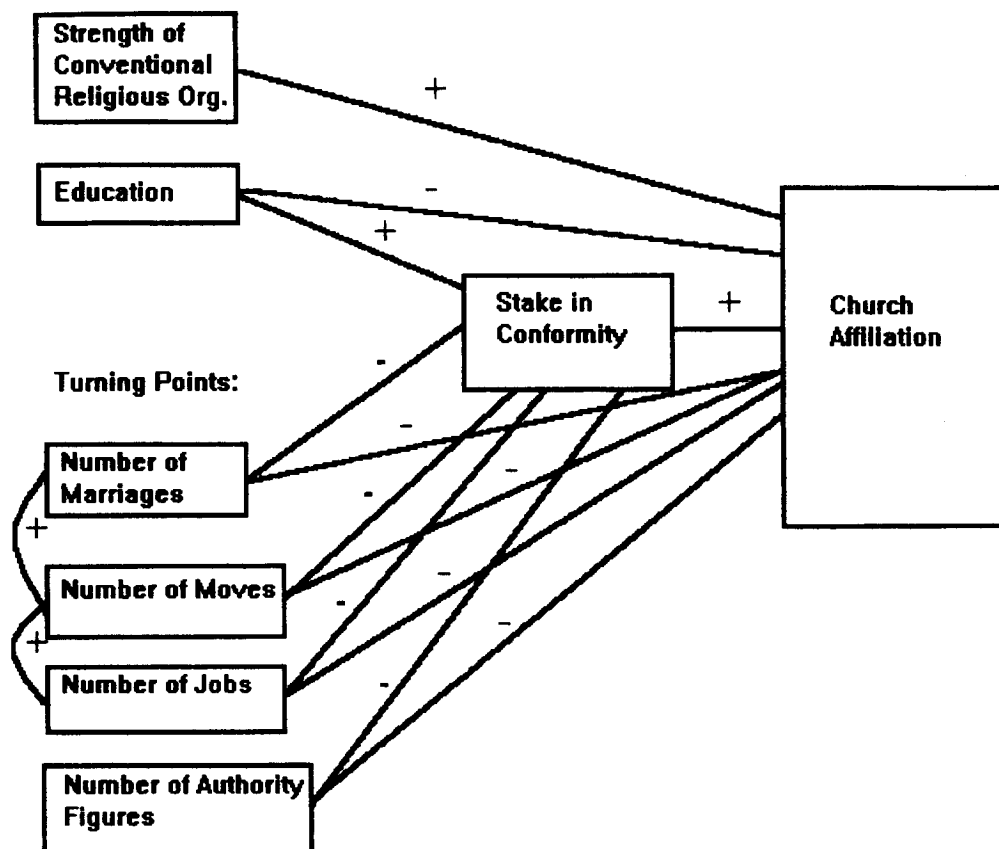 Strength of
Conventional
Religious Org.
+
Education
-
+
Stake in
Conformity
+
Church
Affiliation
Turning Points:
-
-
Number of
Marriages
-
-
+
Number of Moves
-
-
+
Number of Jobs
-
-
Number of Authority
Figures